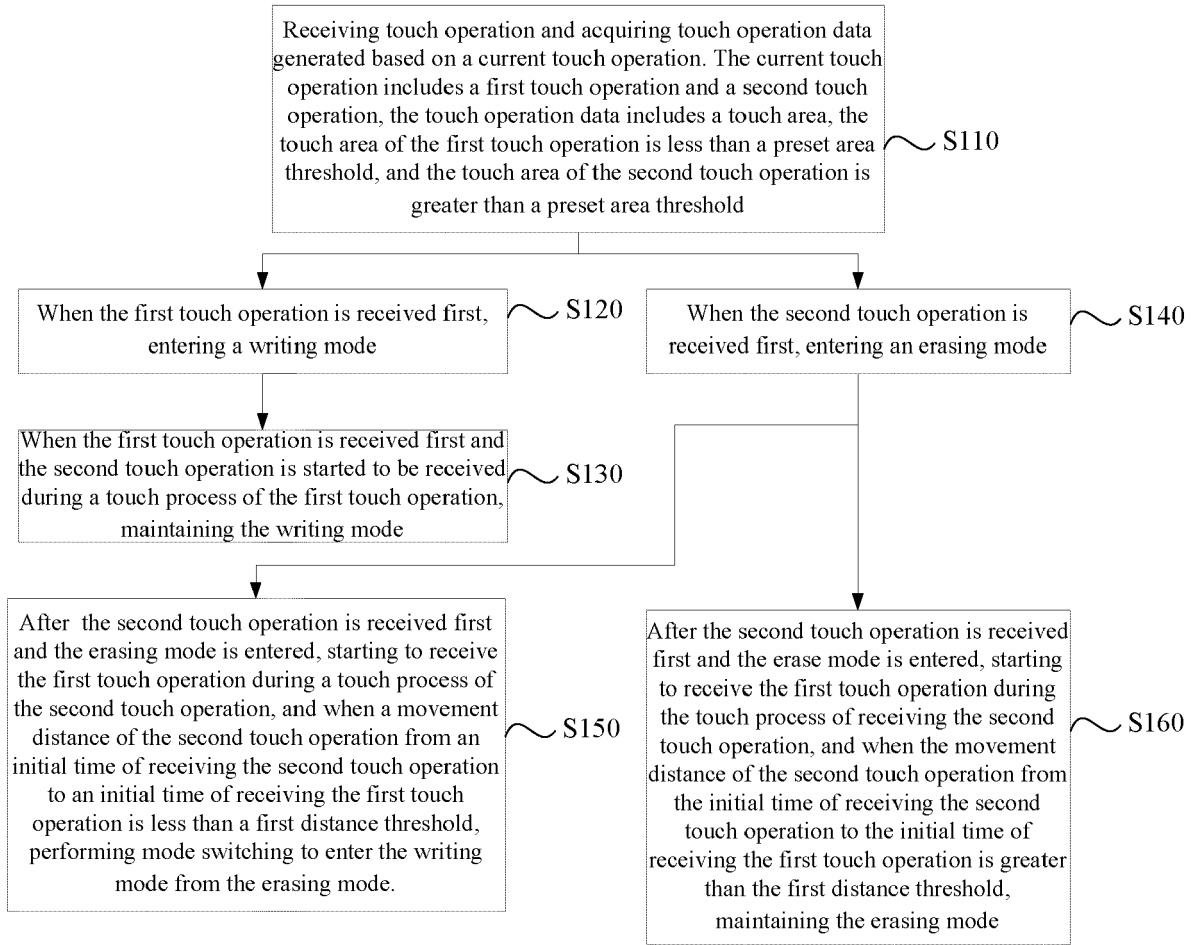 Receiving touch operation and acquiring touch operation data
generated based on a current touch operation. The current touch
operation includes a first touch operation and a second touch
operation, the touch operation data includes a touch area, the
touch area of the first touch operation is less than a preset area
threshold, and the touch area of the second touch operation is
greater than a preset area threshold
S110
When the first touch operation is received first,
entering a writing mode
S120
When the second touch operation is
received first, entering an erasing mode
S140
When the first touch operation is received first and
the second touch operation is started to be received
during a touch process of the first touch operation,
maintaining the writing mode
S130
After the second touch operation is received first
and the erasing mode is entered, starting to receive
the first touch operation during a touch process of
the second touch operation, and when a movement
distance of the second touch operation from an
initial time of receiving the second touch operation
to an initial time of receiving the first touch
operation is less than a first distance threshold,
performing mode switching to enter the writing
mode from the erasing mode.
S150
After the second touch operation is received
first and the erase mode is entered, starting
to receive the first touch operation during
the touch process of receiving the second
touch operation, and when the movement
distance of the second touch operation from
the initial time of receiving the second
touch operation to the initial time of
receiving the first touch operation is greater
than the first distance threshold,
maintaining the erasing mode
S160